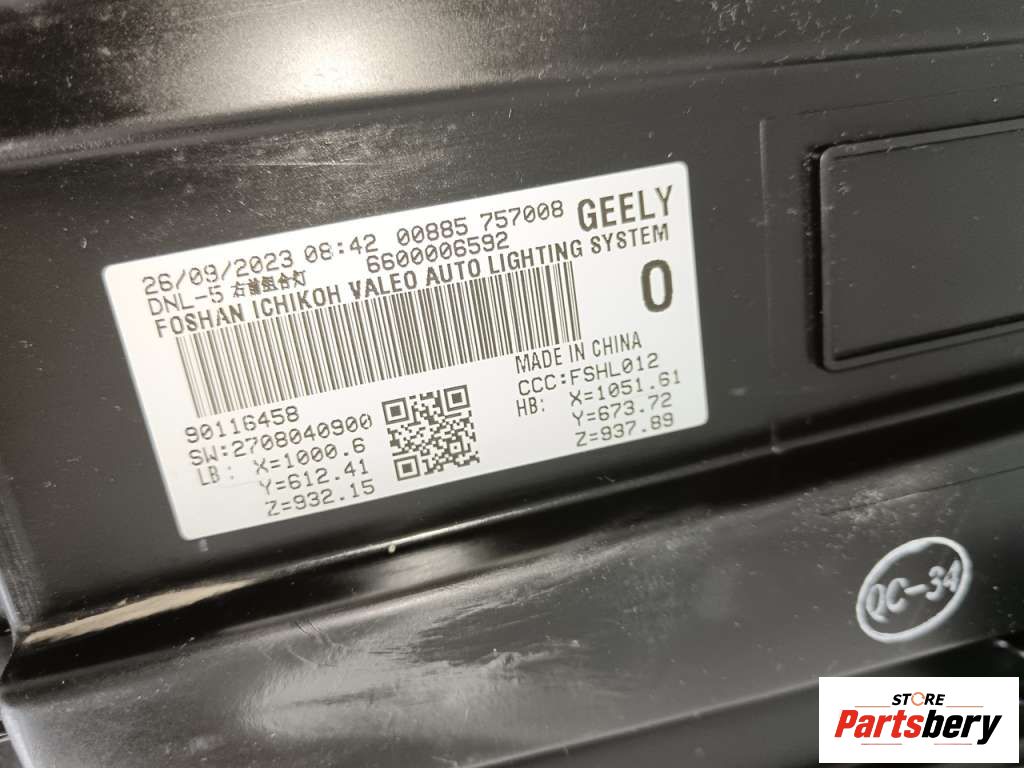 26/09/2023 08:42 00885 757008 GEELY
DNL-5 右前组合灯 6600006592
FOSHAN ICHIKOH VALEO AUTO LIGHTING SYSTEM
0
90116458
SW:2708040900
LB: X=1000.6
Y=612.41
Z=932.15
MADE IN CHINA
CCC:FSHL012
HB: X=1051.61
Y=673.72
Z=937.89
QC-34
STORE
Partsbery